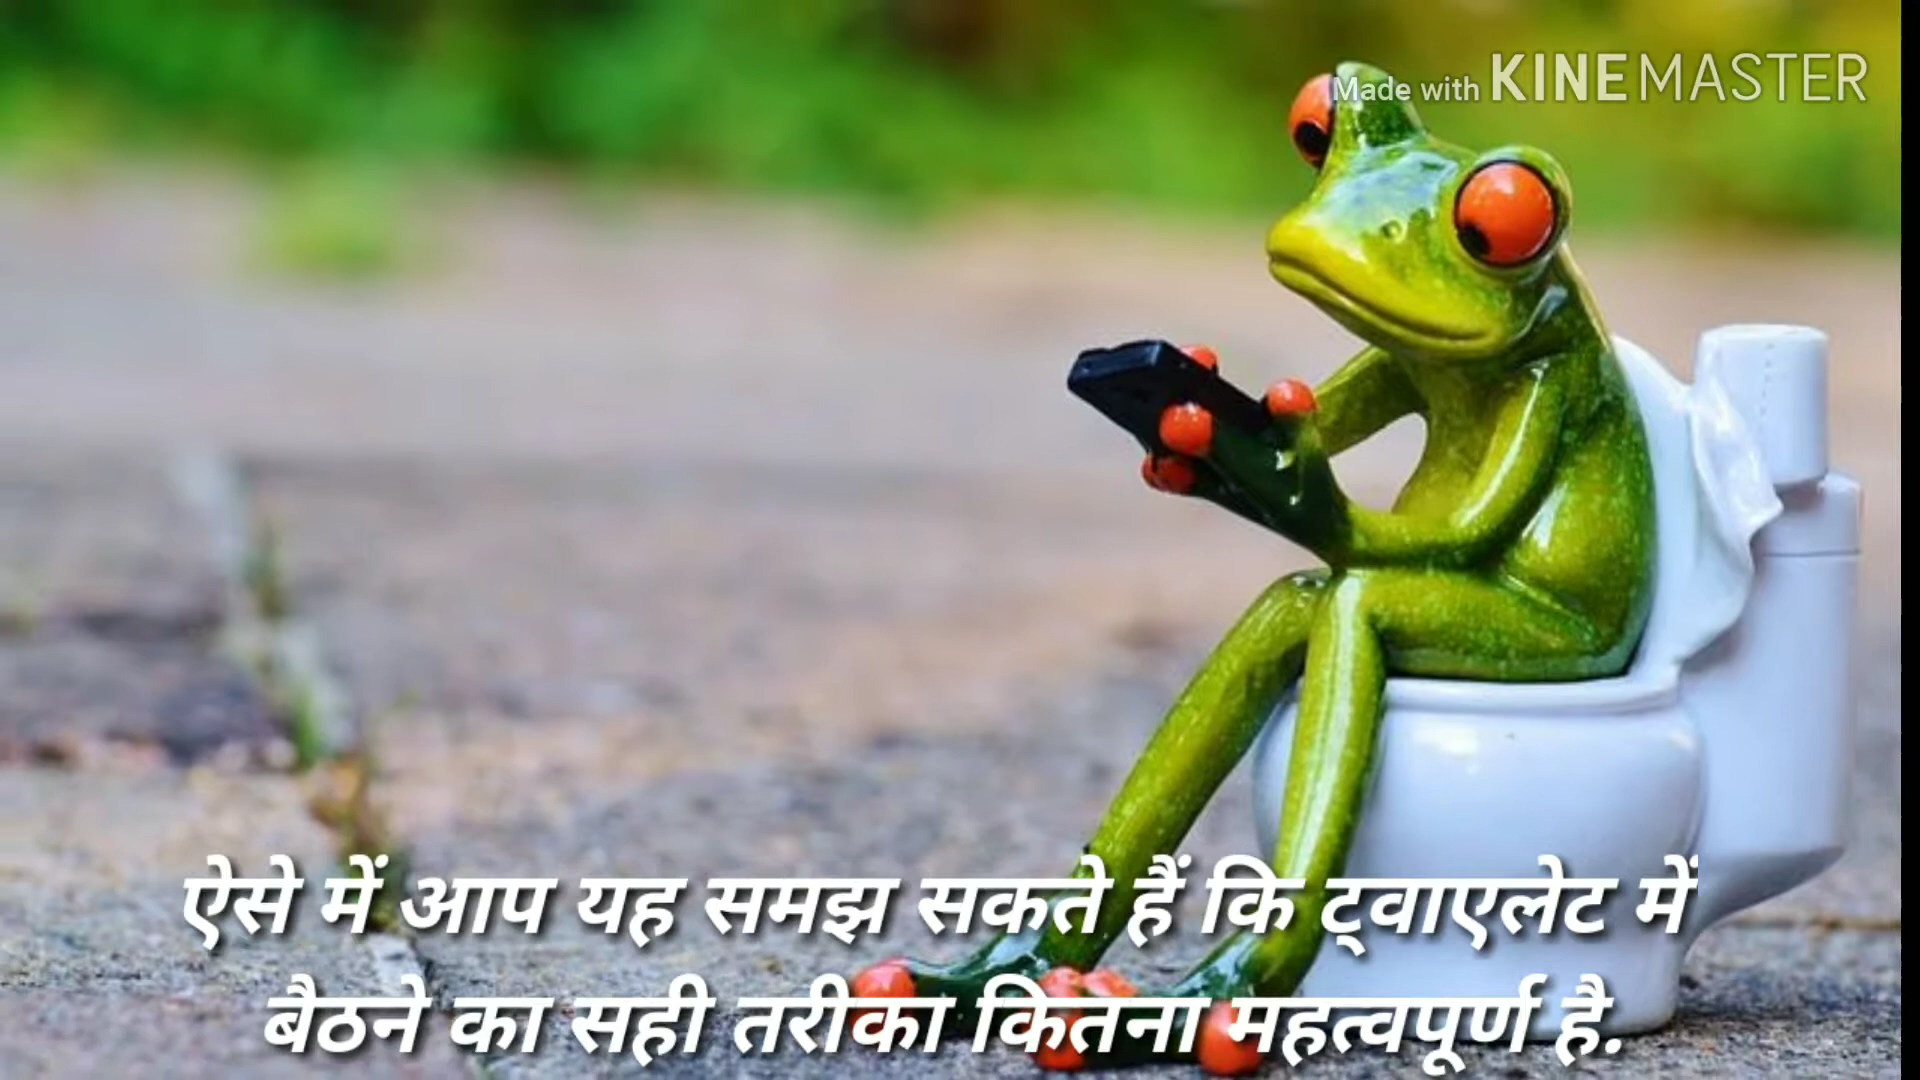 Made with KINEMASTER
ऐसे में आप यह समझ सकते हैं कि ट्वाएलेट में
बैठने का सही तरीका कितना महत्वपूर्ण है.